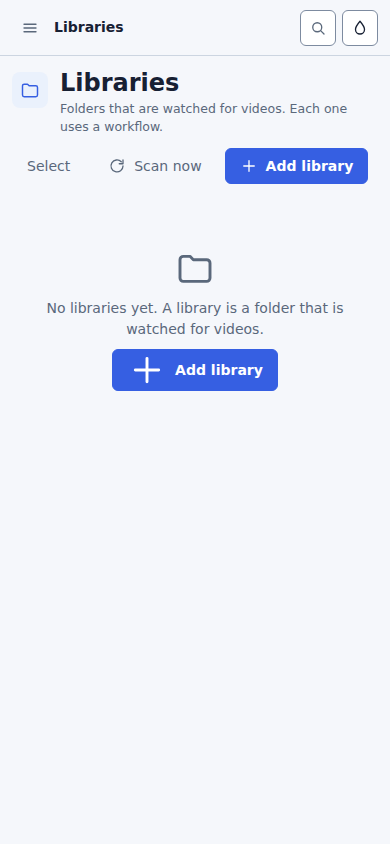 Libraries
Libraries
Folders that are watched for videos. Each one
uses a workflow.
Select
Scan now
Add library
No libraries yet. A library is a folder that is
watched for videos.
Add library